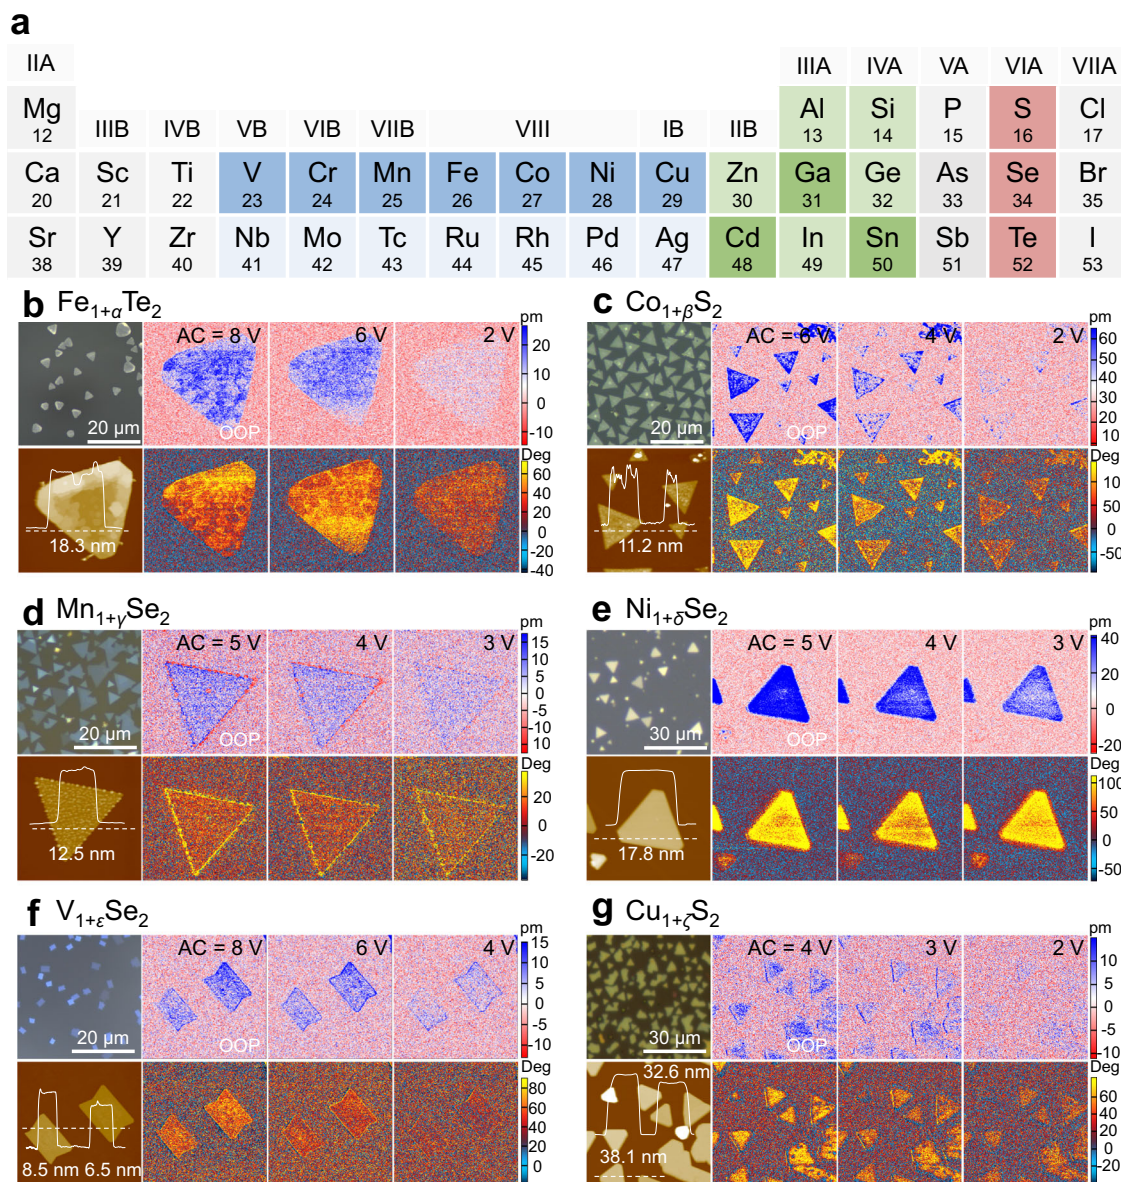 a
IIA IIIA IVA VA VIA VIIA
Mg Al Si P S Cl
12 IIIB IVB VB VIB VIIB VIII IB IIB 13 14 15 16 17
Ca Sc Ti V Cr Mn Fe Co Ni Cu Zn Ga Ge As Se Br
20 21 22 23 24 25 26 27 28 29 30 31 32 33 34 35
Sr Y Zr Nb Mo Tc Ru Rh Pd Ag Cd In Sn Sb Te I
38 39 40 41 42 43 44 45 46 47 48 49 50 51 52 53
b Fe1+αTe2
pm
AC = 8 V 6 V 2 V
20
10
0
-10
20 μm
OOP
Deg
60
40
20
0
-20
-40
18.3 nm
c Co1+βS2
pm
AC = 6 V 4 V 2 V
60
50
40
30
20
10
20 μm
OOP
Deg
50
0
-50
11.2 nm
d Mn1+γSe2
pm
AC = 5 V 4 V 3 V
15
10
5
0
-5
-10
20 μm
OOP
Deg
20
0
-20
12.5 nm
e Ni1+δSe2
pm
AC = 5 V 4 V 3 V
40
20
0
-20
30 μm
OOP
Deg
100
50
0
-50
17.8 nm
f V1+εSe2
pm
AC = 8 V 6 V 4 V
15
10
5
0
-5
-10
20 μm
OOP
Deg
80
60
40
20
0
8.5 nm 6.5 nm
g Cu1+ζS2
pm
AC = 4 V 3 V 2 V
10
5
0
-5
-10
30 μm
OOP
Deg
60
40
20
0
-20
32.6 nm
38.1 nm